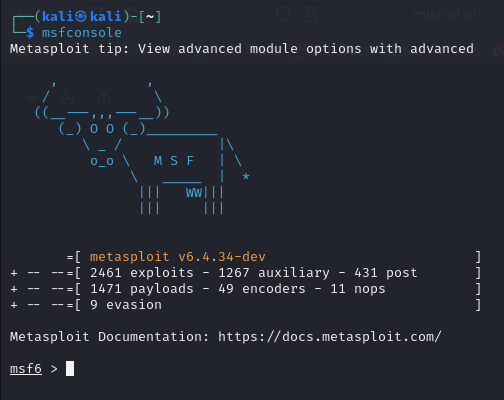 (kali㉿kali)-[~]
$ msfconsole
Metasploit tip: View advanced module options with advanced
     ,           ,
    /             \
   ((__---,,,---__))
      (_) O O (_)_________
         \ _ /            |\
          o_o \   M S F   | \
               \   _____  |  *
                |||   WW|||
                |||     |||
       =[ metasploit v6.4.34-dev                          ]
+ -- --=[ 2461 exploits - 1267 auxiliary - 431 post       ]
+ -- --=[ 1471 payloads - 49 encoders - 11 nops           ]
+ -- --=[ 9 evasion                                       ]
Metasploit Documentation: https://docs.metasploit.com/
msf6 >